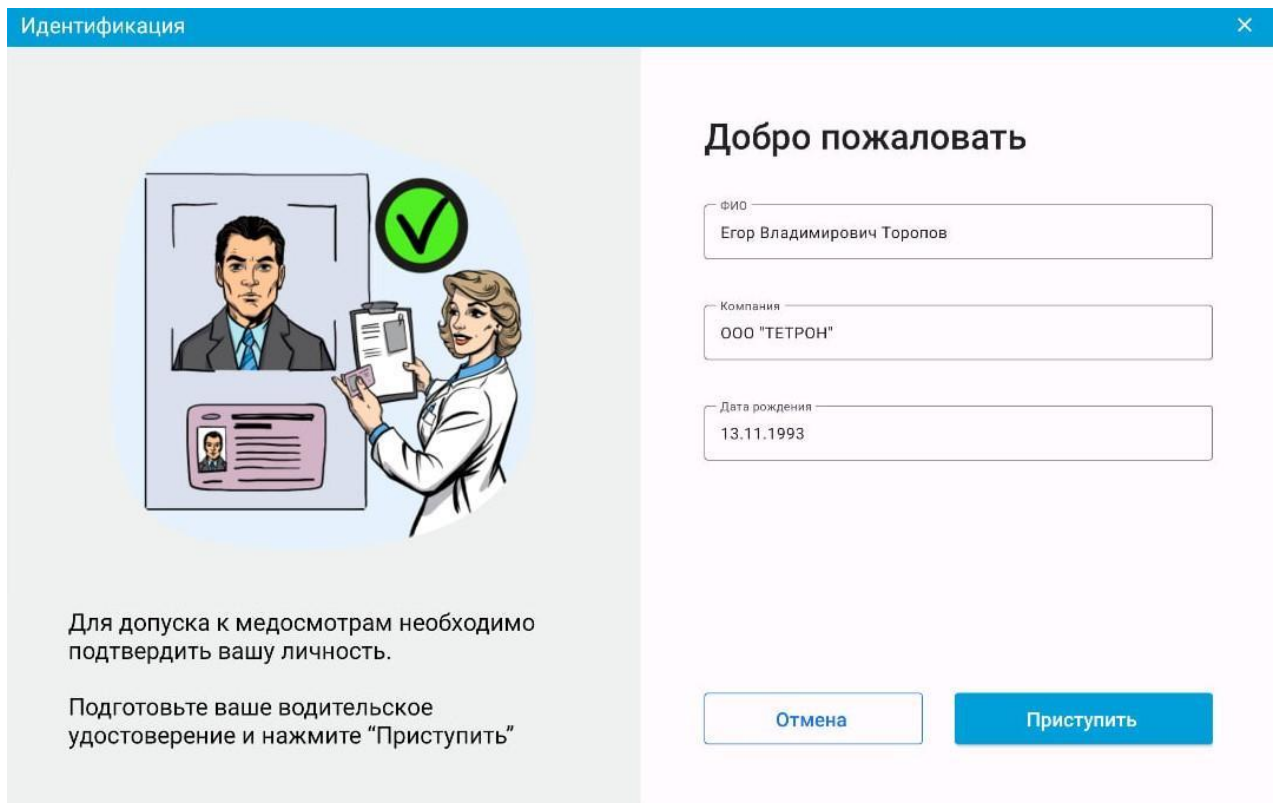 Идентификация
Добро пожаловать
ФИО
Егор Владимирович Торопов
Компания
ООО "ТЕТРОН"
Дата рождения
13.11.1993
Для допуска к медосмотрам необходимо
подтвердить вашу личность.
Подготовьте ваше водительское
удостоверение и нажмите “Приступить”
Отмена
Приступить